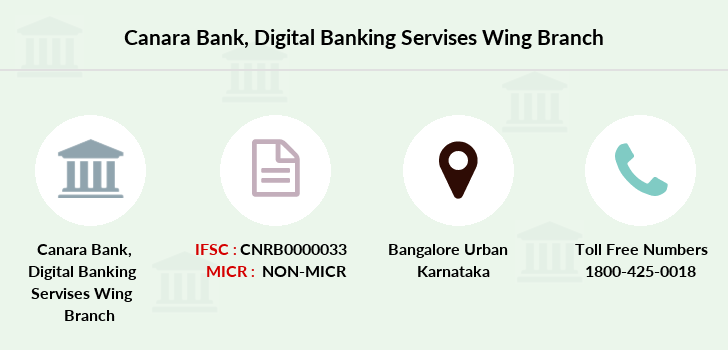 Canara Bank, Digital Banking Servises Wing Branch
Canara Bank,
Digital Banking
Servises Wing
Branch
IFSC : CNRB0000033
MICR : NON-MICR
Bangalore Urban
Karnataka
Toll Free Numbers
1800-425-0018